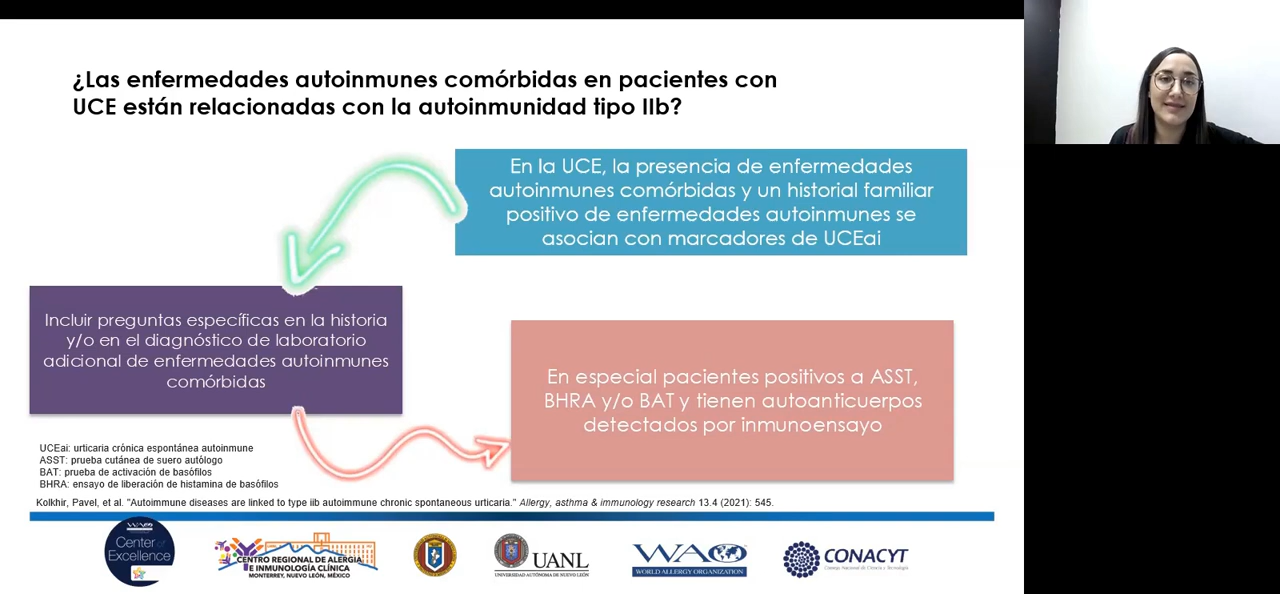 ¿Las enfermedades autoinmunes comórbidas en pacientes con
UCE están relacionadas con la autoinmunidad tipo IIb?
En la UCE, la presencia de enfermedades
autoinmunes comórbidas y un historial familiar
positivo de enfermedades autoinmunes se
asocian con marcadores de UCEai
Incluir preguntas específicas en la historia
y/o en el diagnóstico de laboratorio
adicional de enfermedades autoinmunes
comórbidas
En especial pacientes positivos a ASST,
BHRA y/o BAT y tienen autoanticuerpos
detectados por inmunoensayo
UCEai: urticaria crónica espontánea autoinmune
ASST: prueba cutánea de suero autólogo
BAT: prueba de activación de basófilos
BHRA: ensayo de liberación de histamina de basófilos
Kolkhir, Pavel, et al. "Autoimmune diseases are linked to type iib autoimmune chronic spontaneous urticaria." Allergy, asthma & immunology research 13.4 (2021): 545.
Center of
Excellence
CENTRO REGIONAL DE ALERGIA
E INMUNOLOGÍA CLÍNICA
MONTERREY, NUEVO LEÓN, MÉXICO
UANL
UNIVERSIDAD AUTÓNOMA DE NUEVO LEÓN
WAO
WORLD ALLERGY ORGANIZATION
CONACYT
Consejo Nacional de Ciencia y Tecnología